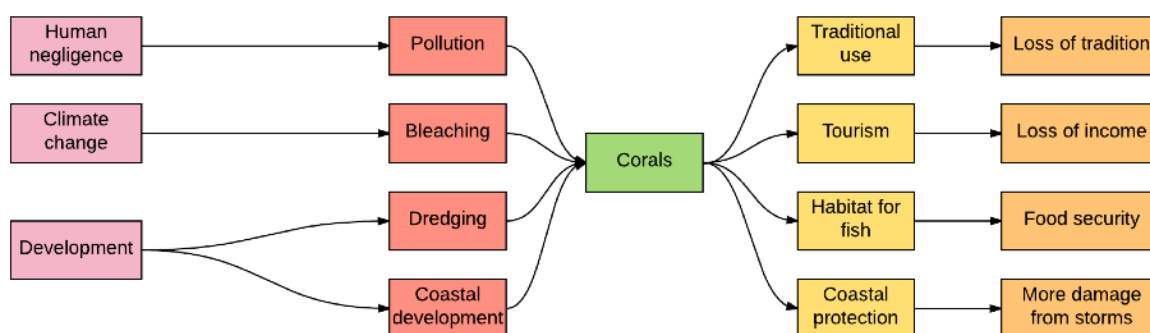 Human
negligence
Pollution
Traditional
use
Loss of tradition
Climate
change
Bleaching
Corals
Tourism
Loss of income
Development
Dredging
Habitat for
fish
Food security
Coastal
development
Coastal
protection
More damage
from storms